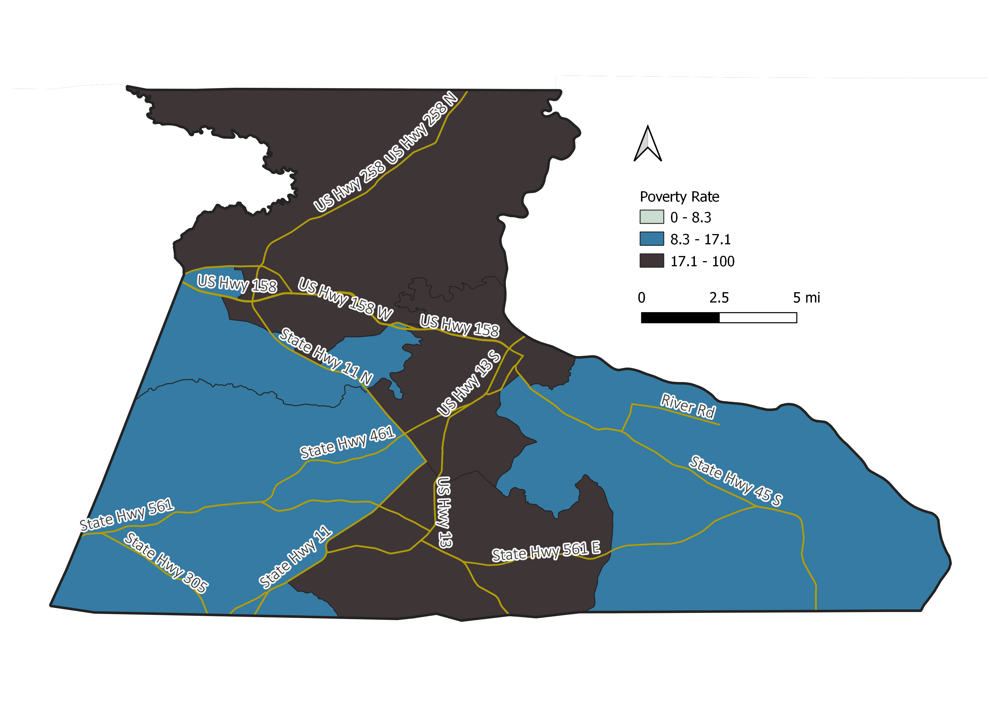 US Hwy 258 N
US Hwy 258
Poverty Rate
0 - 8.3
8.3 - 17.1
17.1 - 100
0 2.5 5 mi
US Hwy 158
US Hwy 158 W
US Hwy 158
State Hwy 11 N
US Hwy 13 S
River Rd
State Hwy 461
State Hwy 45 S
US Hwy 13
State Hwy 561
State Hwy 11
State Hwy 561 E
State Hwy 305